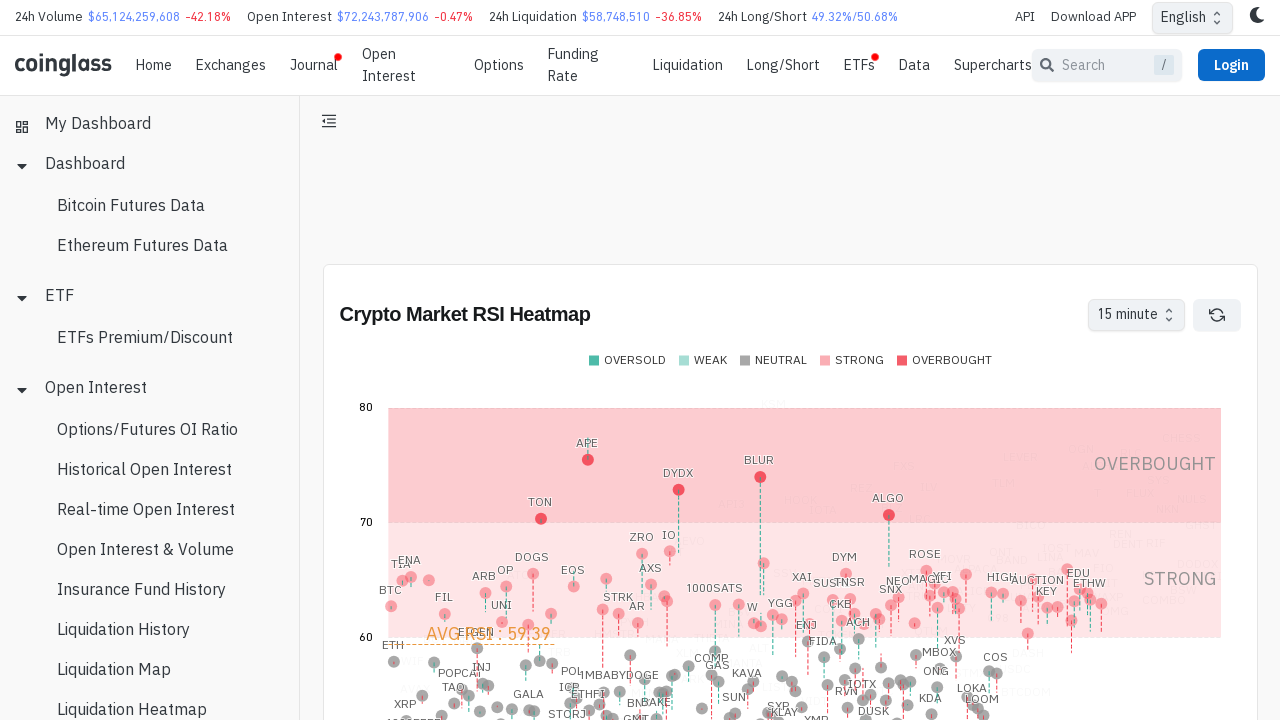 24h Volume $65,124,259,608 -42.18% Open Interest $72,243,787,906 -0.47% 24h Liquidation $58,748,510 -36.85% 24h Long/Short 49.32%/50.68% API Download APP English
coinglass Home Exchanges Journal Open Interest Options Funding Rate Liquidation Long/Short ETFs Data Supercharts Search / Login
My Dashboard
Dashboard
Bitcoin Futures Data
Ethereum Futures Data
ETF
ETFs Premium/Discount
Open Interest
Options/Futures OI Ratio
Historical Open Interest
Real-time Open Interest
Open Interest & Volume
Insurance Fund History
Liquidation History
Liquidation Map
Liquidation Heatmap
Crypto Market RSI Heatmap 15 minute
OVERSOLD WEAK NEUTRAL STRONG OVERBOUGHT
80
APE
BLUR OVERBOUGHT
DYDX
TON ALGO
70
ZRO IO
ENA DOGS DYM ROSE
ARB OP EOS AXS XAI SUS TNSR NEO MAGIC YFI HIGH AUCTION EDU ETHW
BTC FIL UNI STRK AR 1000SATS W YGG CKB SNX KEY STRONG
ENJ ACH
60 AVG RSI : 59.39
ETH EIGEN FIDA XVS
INJ COMP MBOX COS
POPCA POL 1MBABYDOGE GAS KAVA ONG
TAO GALA ICP ETHFI SUN IOTX RVN LOKA
XRP BAKE KDA LOOM
STORJ GMT DUSK
XMR